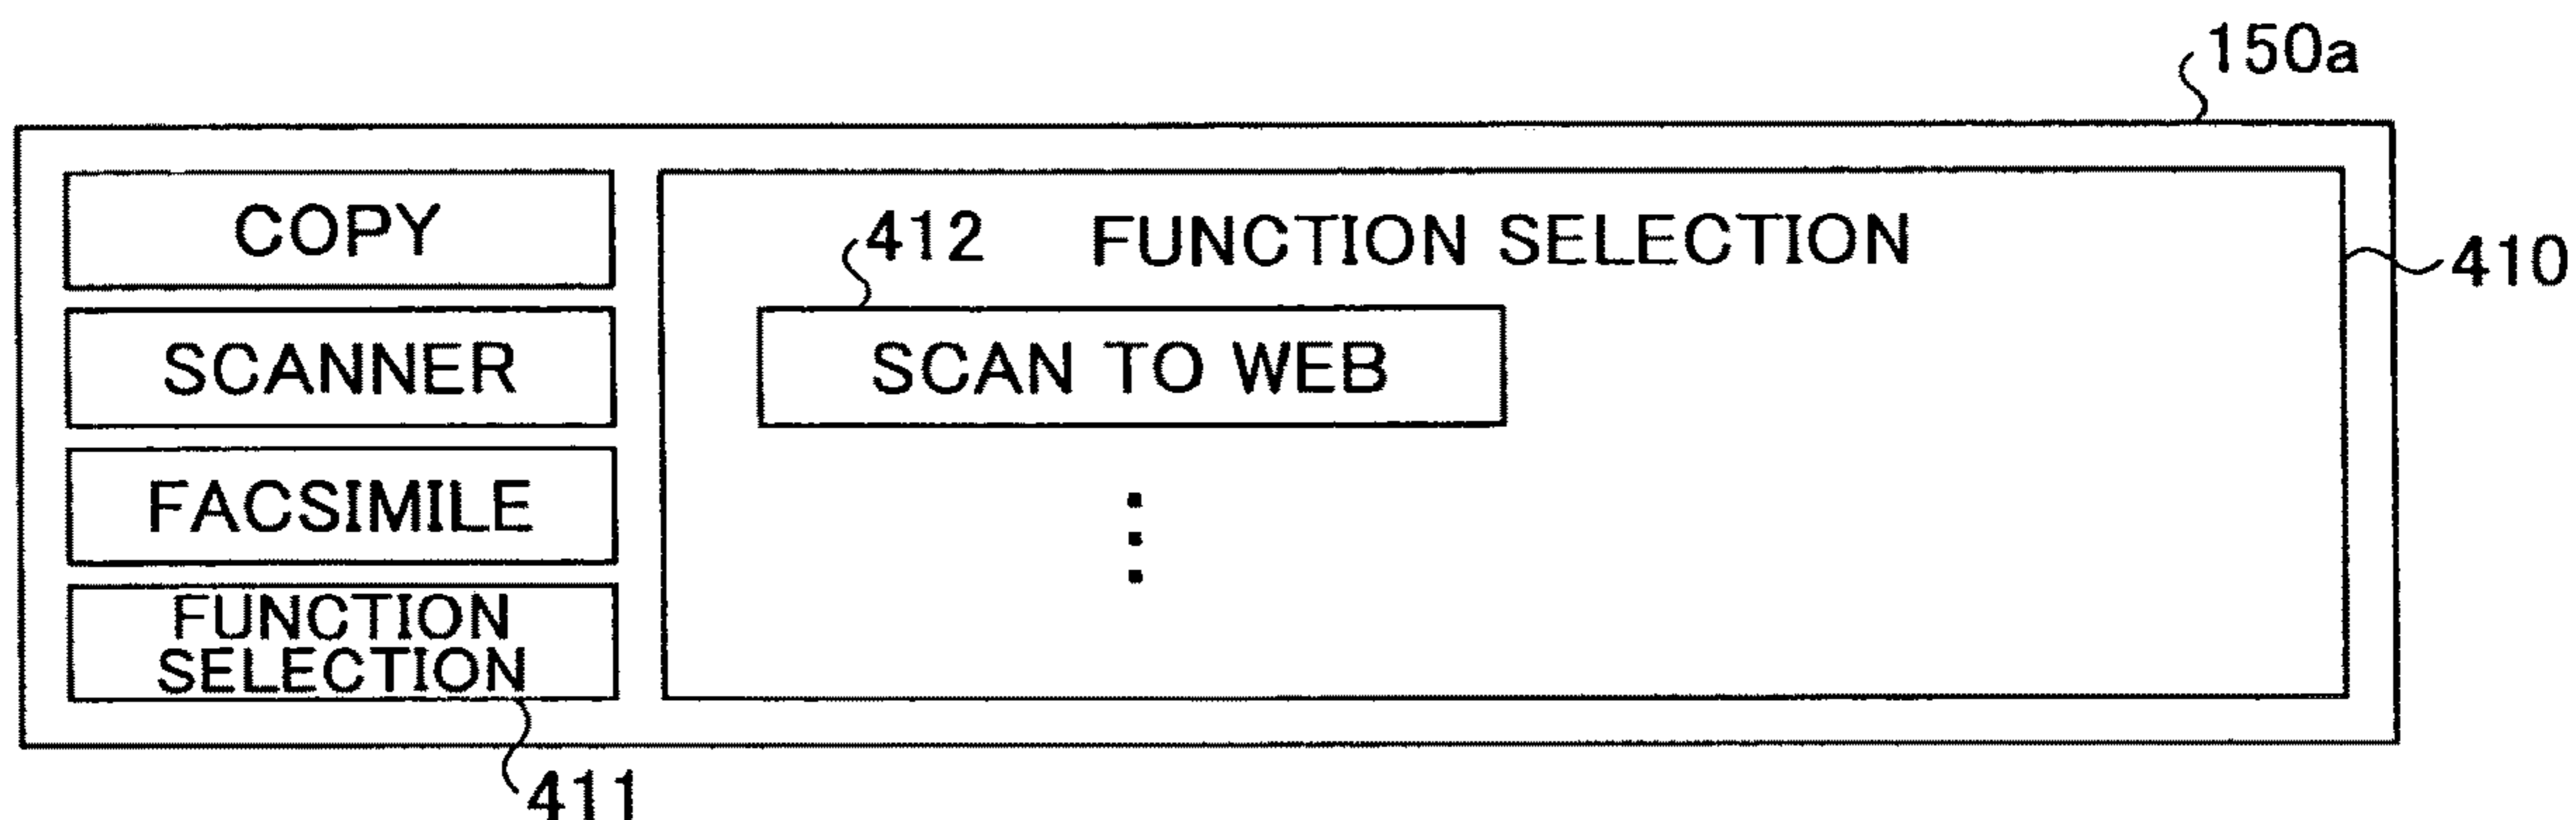 150a
COPY
412
FUNCTION SELECTION
410
SCANNER
SCAN TO WEB
FACSIMILE
FUNCTION
SELECTION
411